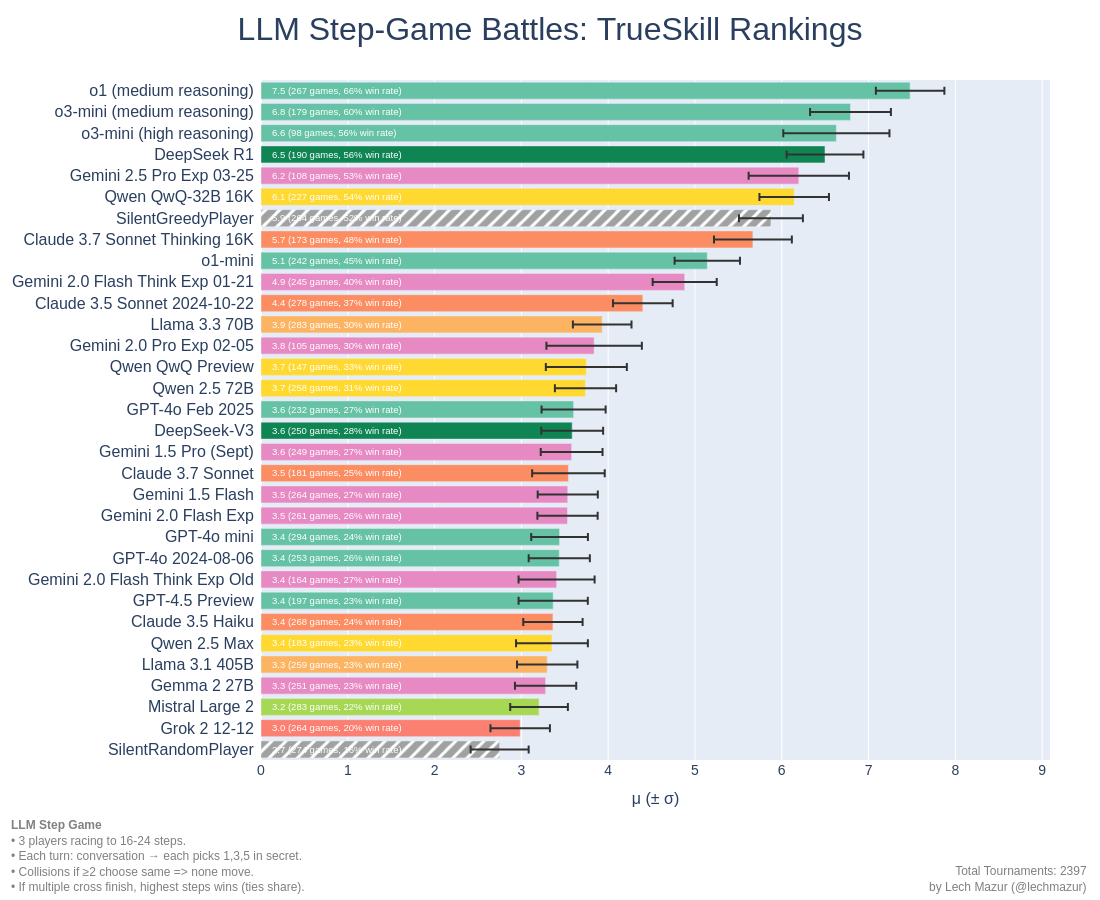 LLM Step-Game Battles: TrueSkill Rankings
o1 (medium reasoning) 7.5 (267 games, 66% win rate)
o3-mini (medium reasoning) 6.8 (179 games, 60% win rate)
o3-mini (high reasoning) 6.6 (98 games, 56% win rate)
DeepSeek R1 6.5 (190 games, 56% win rate)
Gemini 2.5 Pro Exp 03-25 6.2 (108 games, 53% win rate)
Qwen QwQ-32B 16K 6.1 (227 games, 54% win rate)
SilentGreedyPlayer games, win rate)
Claude 3.7 Sonnet Thinking 16K 5.7 (173 games, 48% win rate)
o1-mini 5.1 (242 games, 45% win rate)
Gemini 2.0 Flash Think Exp 01-21 4.9 (245 games, 40% win rate)
Claude 3.5 Sonnet 2024-10-22 4.4 (278 games, 37% win rate)
Llama 3.3 70B 3.9 (283 games, 30% win rate)
Gemini 2.0 Pro Exp 02-05 3.8 (105 games, 30% win rate)
Qwen QwQ Preview 3.7 (147 games, 33% win rate)
Qwen 2.5 72B 3.7 (258 games, 31% win rate)
GPT-4o Feb 2025 3.6 (232 games, 27% win rate)
DeepSeek-V3 3.6 (250 games, 28% win rate)
Gemini 1.5 Pro (Sept) 3.6 (249 games, 27% win rate)
Claude 3.7 Sonnet 3.5 (181 games, 25% win rate)
Gemini 1.5 Flash 3.5 (264 games, 27% win rate)
Gemini 2.0 Flash Exp 3.5 (261 games, 26% win rate)
GPT-4o mini 3.4 (294 games, 24% win rate)
GPT-4o 2024-08-06 3.4 (253 games, 26% win rate)
Gemini 2.0 Flash Think Exp Old 3.4 (164 games, 27% win rate)
GPT-4.5 Preview 3.4 (197 games, 23% win rate)
Claude 3.5 Haiku 3.4 (268 games, 24% win rate)
Qwen 2.5 Max 3.4 (183 games, 23% win rate)
Llama 3.1 405B 3.3 (259 games, 23% win rate)
Gemma 2 27B 3.3 (251 games, 23% win rate)
Mistral Large 2 3.2 (283 games, 22% win rate)
Grok 2 12-12 3.0 (264 games, 20% win rate)
SilentRandomPlayer games, win rate)
0 1 2 3 4 5 6 7 8 9
μ (± σ)
LLM Step Game
• 3 players racing to 16-24 steps.
• Each turn: conversation → each picks 1,3,5 in secret.
• Collisions if ≥2 choose same => none move.
• If multiple cross finish, highest steps wins (ties share).
Total Tournaments: 2397
by Lech Mazur (@lechmazur)